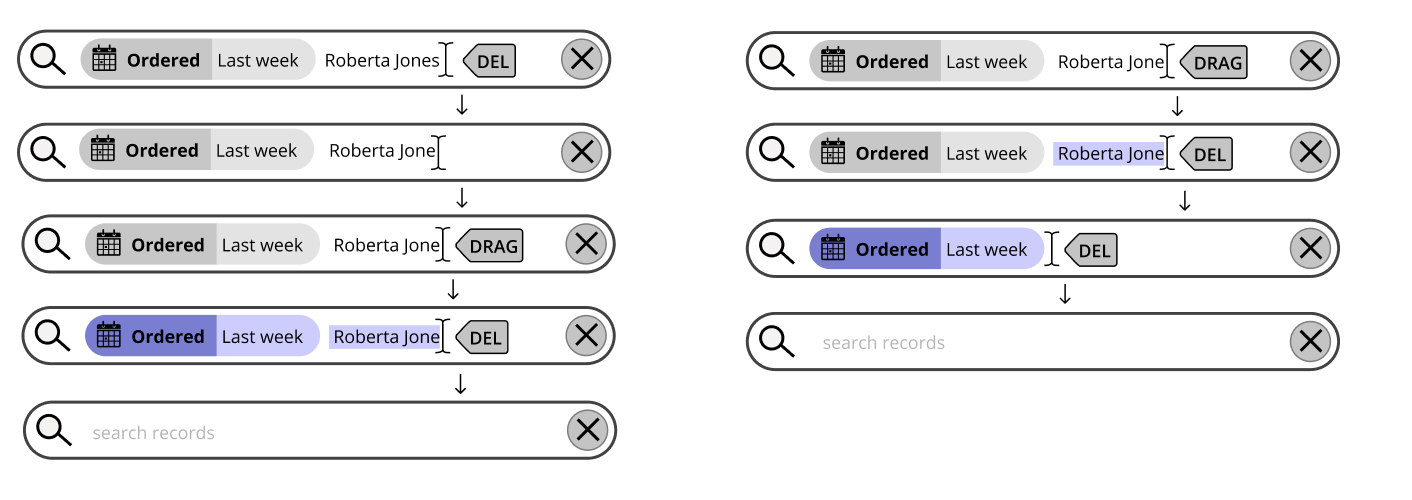 Ordered Last week Roberta Jones DEL
Ordered Last week Roberta Jone
Ordered Last week Roberta Jone DRAG
Ordered Last week Roberta Jone DEL
search records
Ordered Last week Roberta Jone DRAG
Ordered Last week Roberta Jone DEL
Ordered Last week DEL
search records